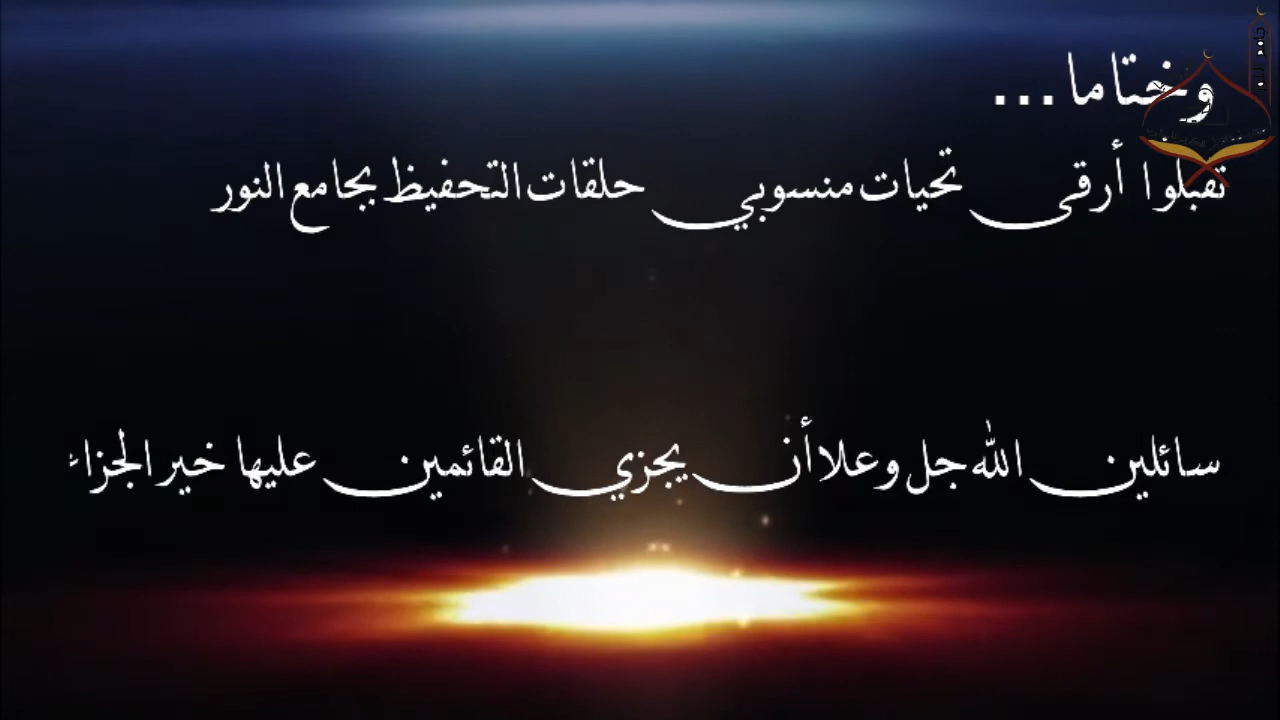 وختاما ...
تقبلوا أرقى تحيات منسوبي حلقات التحفيظ بجامع النور
سائلين الله جل وعلا أن يجزي القائمين عليها خير الجزاء